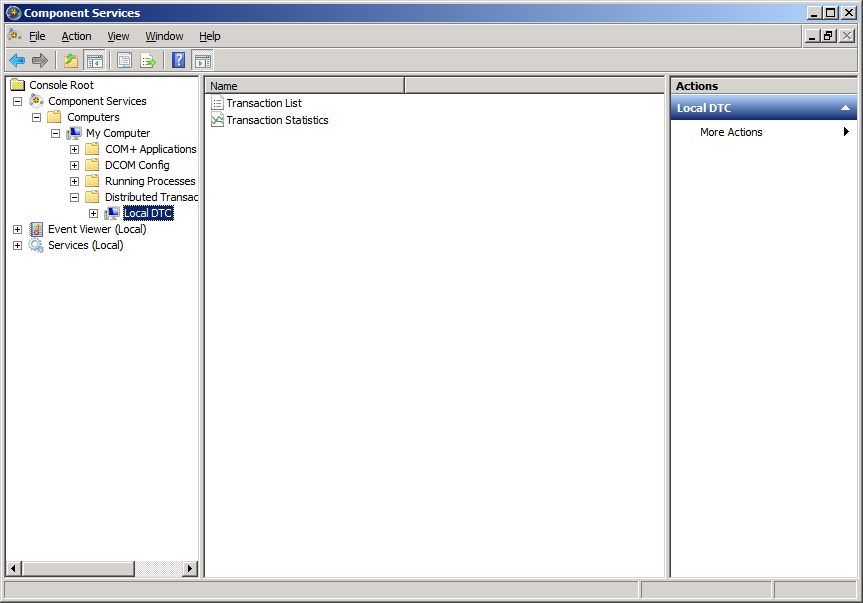 Component Services
File Action View Window Help
Console Root
Component Services
Computers
My Computer
COM+ Applications
DCOM Config
Running Processes
Distributed Transac
Local DTC
Event Viewer (Local)
Services (Local)
Name
Transaction List
Transaction Statistics
Actions
Local DTC
More Actions